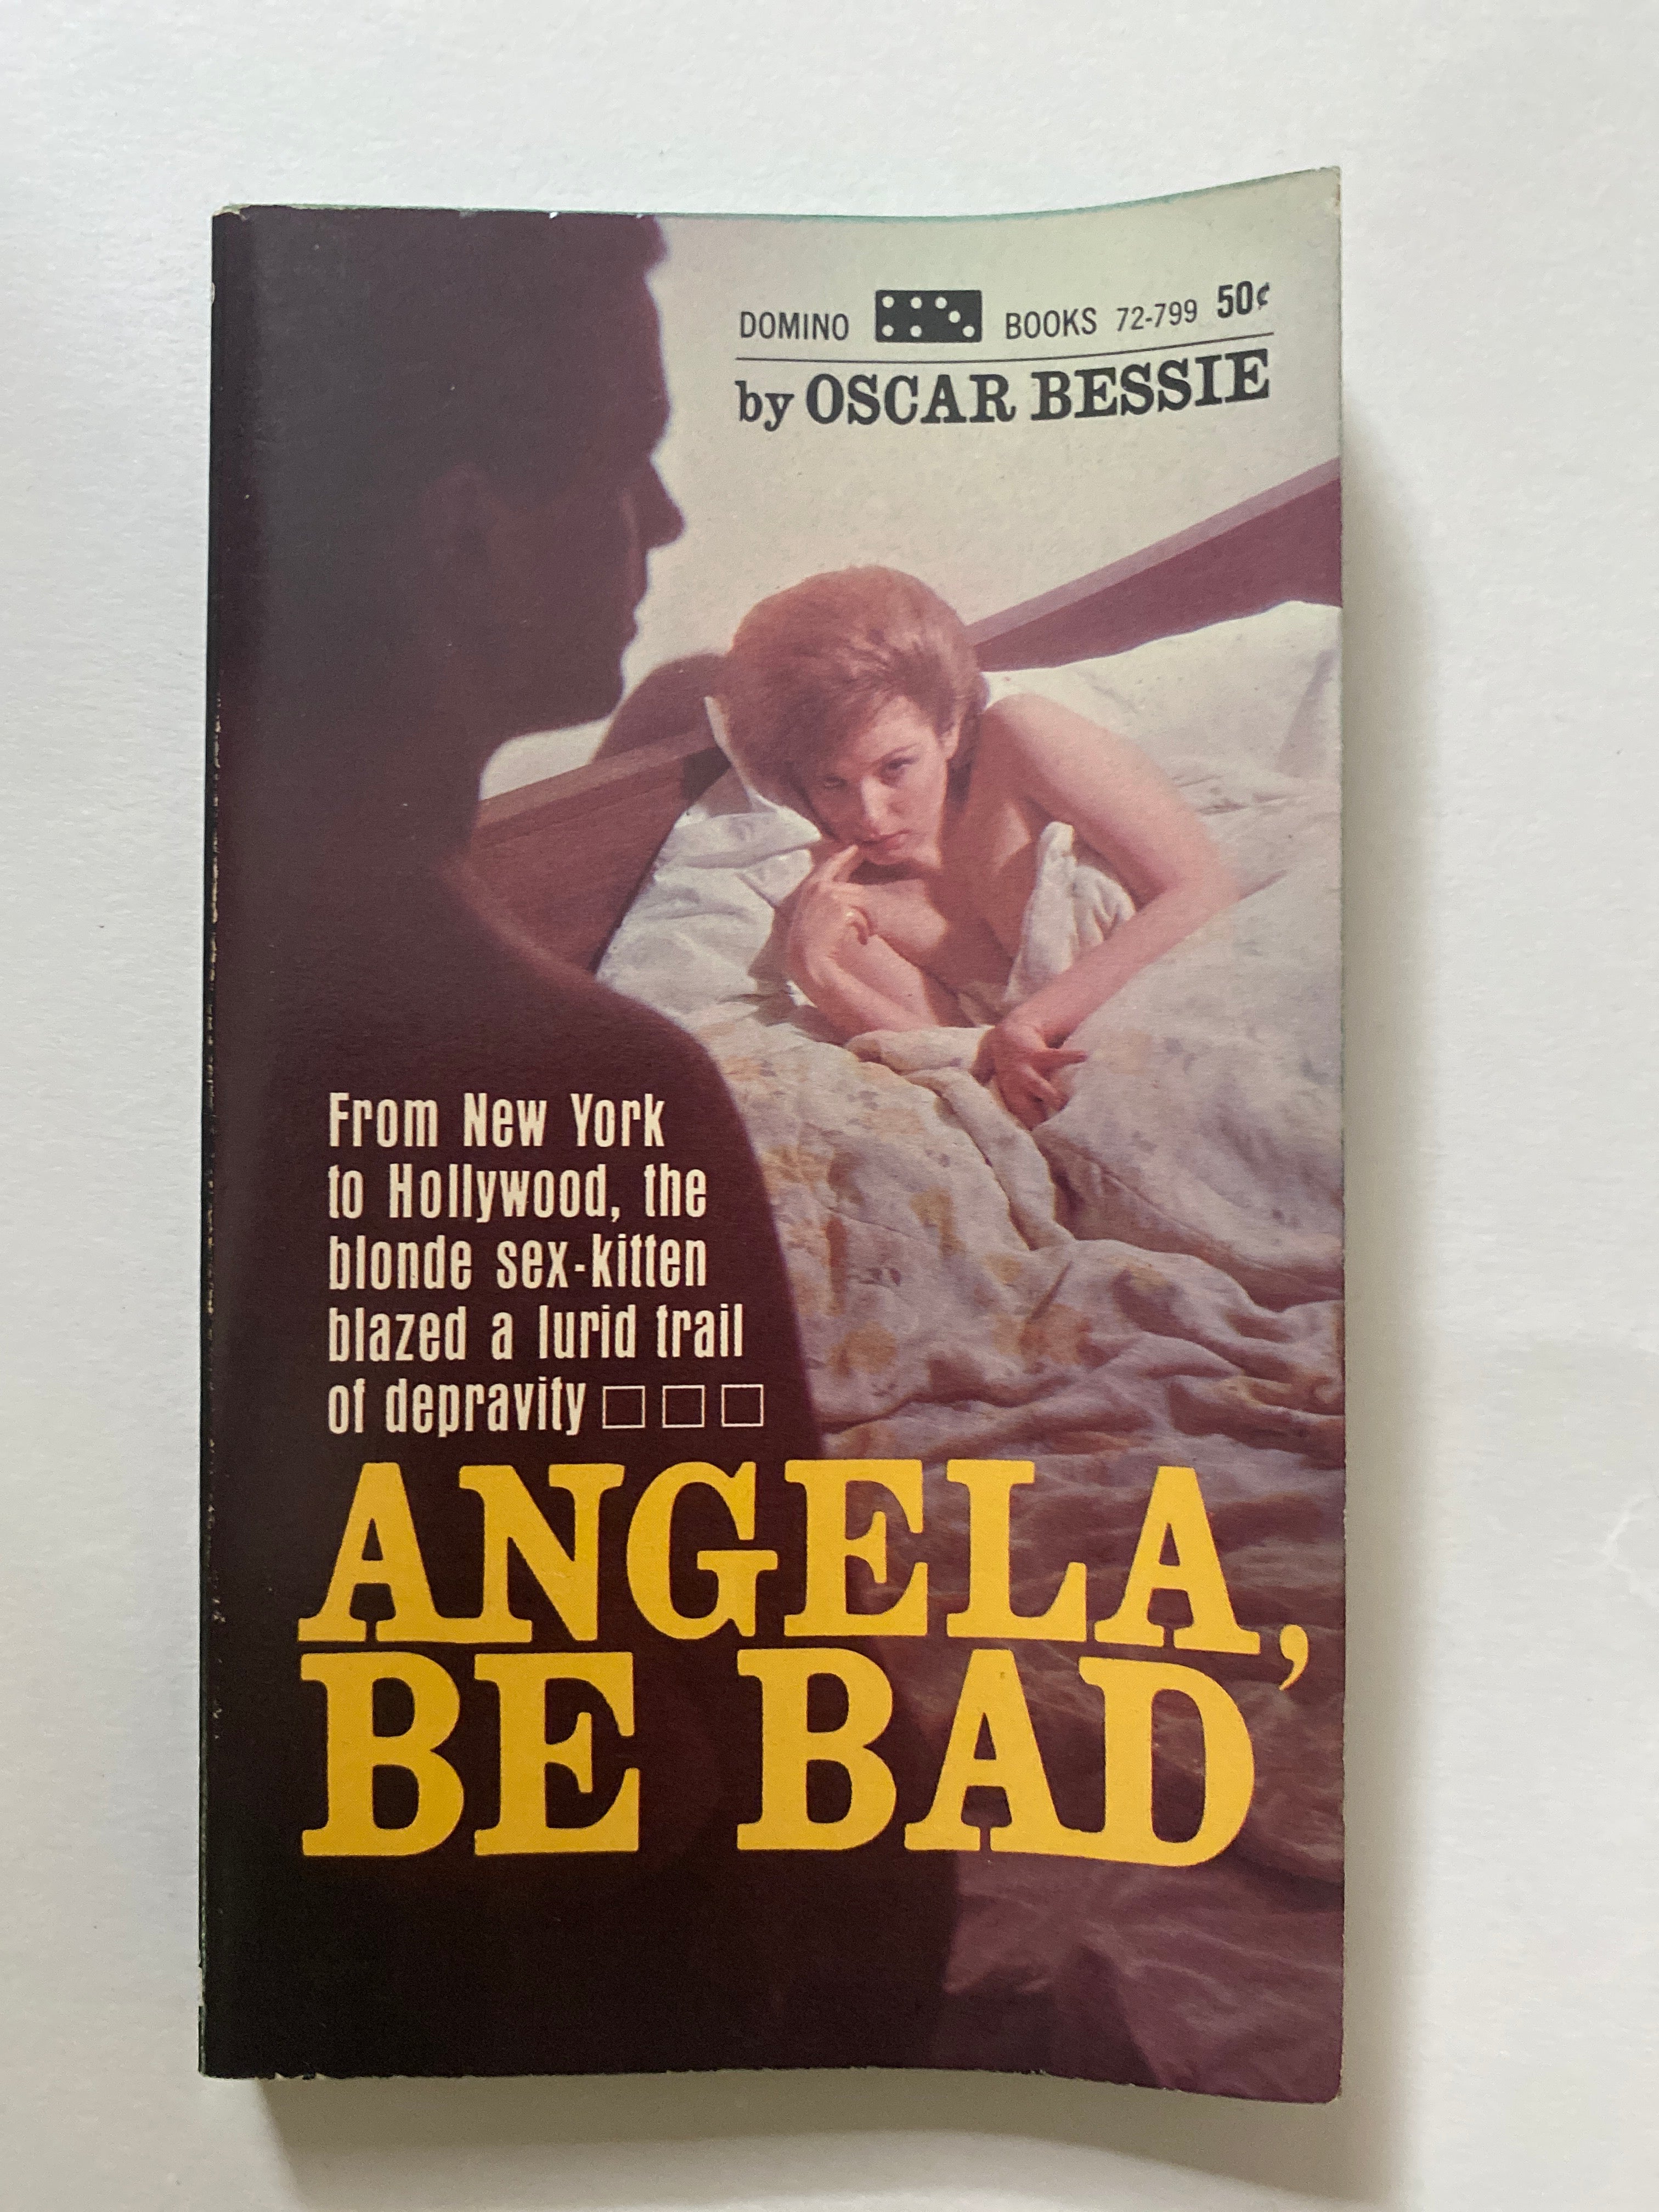 DOMINO BOOKS 72-799 50¢
by OSCAR BESSIE
From New York
to Hollywood, the
blonde sex-kitten
blazed a lurid trail
of depravity □ □ □
ANGELA,
BE BAD